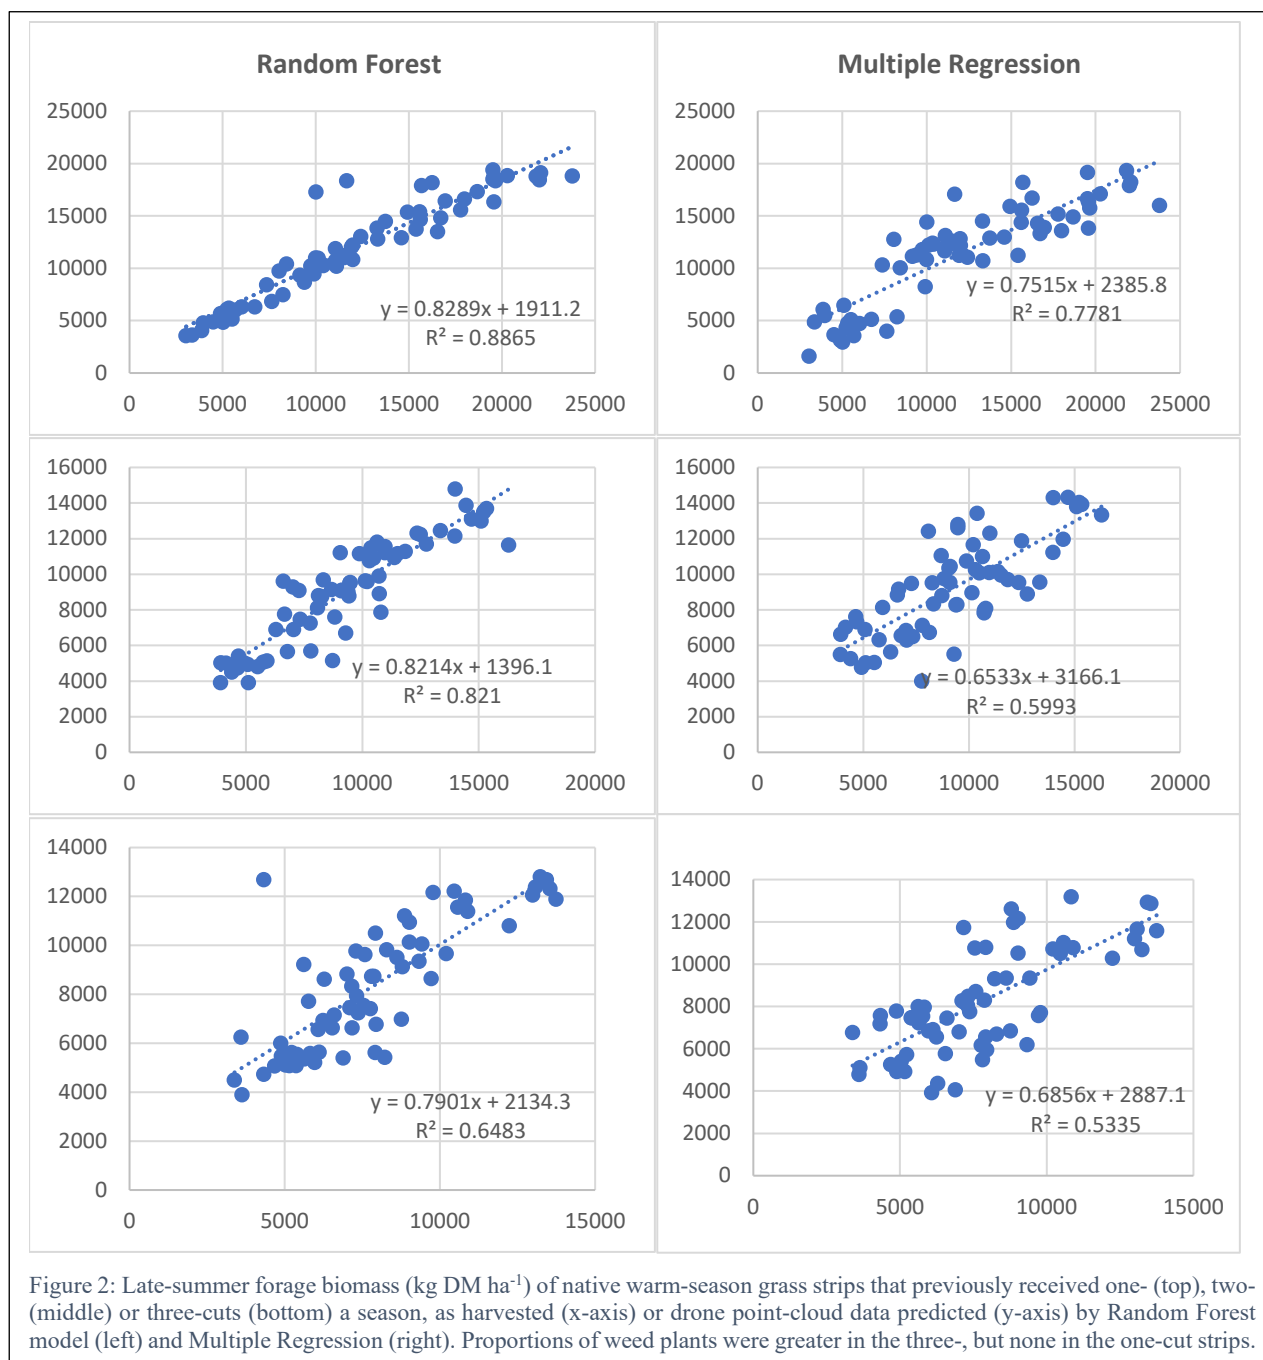 Random Forest
Multiple Regression
25000
20000
15000
10000
5000
0
0 5000 10000 15000 20000 25000
y = 0.8289x + 1911.2
R² = 0.8865
25000
20000
15000
10000
5000
0
0 5000 10000 15000 20000 25000
y = 0.7515x + 2385.8
R² = 0.7781
16000
14000
12000
10000
8000
6000
4000
2000
0
0 5000 10000 15000 20000
y = 0.8214x + 1396.1
R² = 0.821
16000
14000
12000
10000
8000
6000
4000
2000
0
0 5000 10000 15000 20000
y = 0.6533x + 3166.1
R² = 0.5993
14000
12000
10000
8000
6000
4000
2000
0
0 5000 10000 15000
y = 0.7901x + 2134.3
R² = 0.6483
14000
12000
10000
8000
6000
4000
2000
0
0 5000 10000 15000
y = 0.6856x + 2887.1
R² = 0.5335
Figure 2: Late-summer forage biomass (kg DM ha⁻¹) of native warm-season grass strips that previously received one- (top), two-
(middle) or three-cuts (bottom) a season, as harvested (x-axis) or drone point-cloud data predicted (y-axis) by Random Forest
model (left) and Multiple Regression (right). Proportions of weed plants were greater in the three-, but none in the one-cut strips.